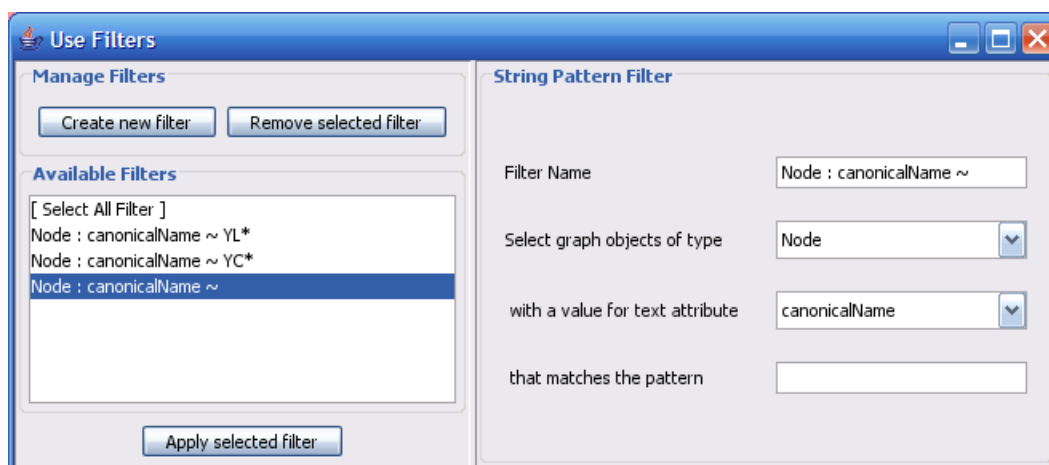 Use Filters
Manage Filters
Create new filter Remove selected filter
Available Filters
[ Select All Filter ]
Node : canonicalName ~ YL*
Node : canonicalName ~ YC*
Node : canonicalName ~
Apply selected filter
String Pattern Filter
Filter Name Node : canonicalName ~
Select graph objects of type Node
with a value for text attribute canonicalName
that matches the pattern